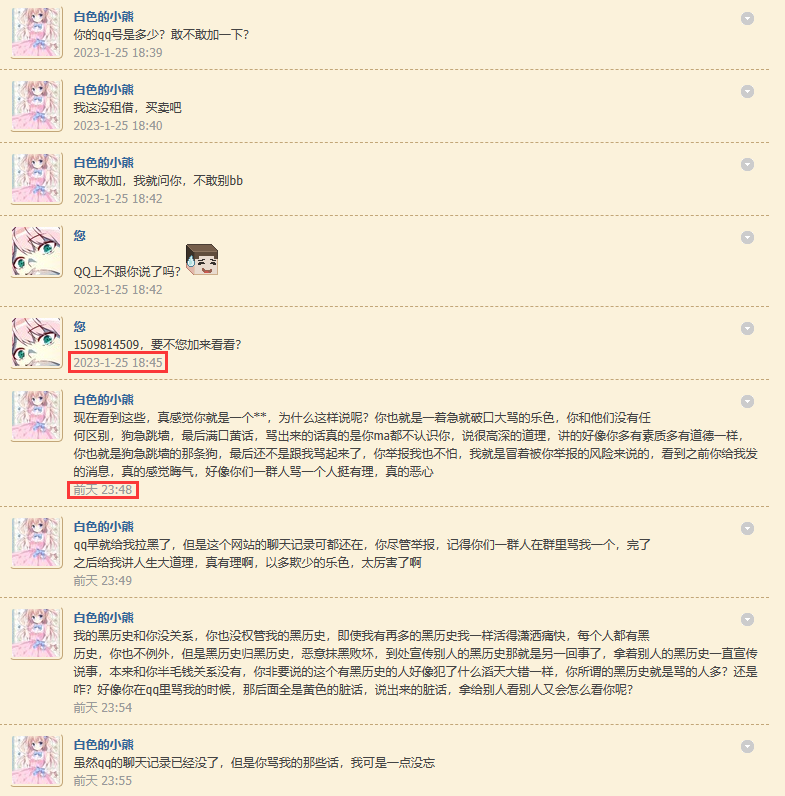 白色的小熊
你的qq号是多少？敢不敢加一下？
2023-1-25 18:39
白色的小熊
我这没租借，买卖吧
2023-1-25 18:40
白色的小熊
敢不敢加，我就问你，不敢别bb
2023-1-25 18:42
您
QQ上不跟你说了吗？
2023-1-25 18:42
您
1509814509，要不您加来看看？
2023-1-25 18:45
白色的小熊
现在看到这些，真感觉你就是一个**，为什么这样说呢？你也就是一着急就破口大骂的乐色，你和他们没有任
何区别，狗急跳墙，最后满口黄话，骂出来的话真的是你ma都不认识你，说很高深的道理，讲的好像你多有素质多有道德一样，
你也就是狗急跳墙的那条狗，最后还不是跟我骂起来了，你举报我也不怕，我就是冒着被你举报的风险来说的，看到之前你给我发
的消息，真的感觉晦气，好像你们一群人骂一个人挺有理，真的恶心
前天 23:48
白色的小熊
qq早就给我拉黑了，但是这个网站的聊天记录可都还在，你尽管举报，记得你们一群人在群里骂我一个，完了
之后给我讲人生大道理，真有理啊，以多欺少的乐色，太厉害了啊
前天 23:49
白色的小熊
我的黑历史和你没关系，你也没权管我的黑历史，即使我有再多的黑历史我一样活得潇洒痛快，每个人都有黑
历史，你也不例外，但是黑历史归黑历史，恶意抹黑败坏，到处宣传别人的黑历史那就是另一回事了，拿着别人的黑历史一直宣传
说事，本来和你半毛钱关系没有，你非要说的这个有黑历史的人好像犯了什么滔天大错一样，你所谓的黑历史就是骂的人多？还是
咋？好像你在qq里骂我的时候，那后面全是黄色的脏话，说出来的脏话，拿给别人看别人又会怎么看你呢？
前天 23:54
白色的小熊
虽然qq的聊天记录已经没了，但是你骂我的那些话，我可是一点没忘
前天 23:55